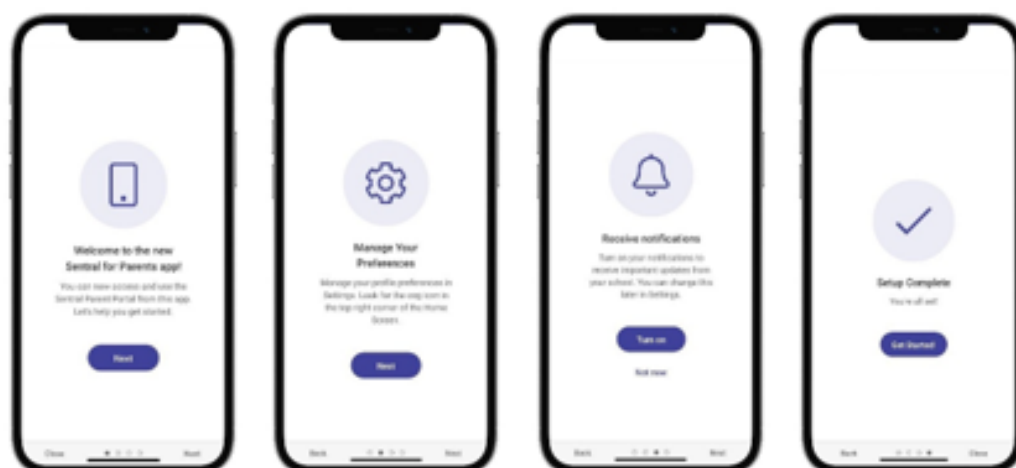 Welcome to the new
Sentral for Parents app!
You can now access and use the
Sentral Parent Portal from this app.
Let's help you get started.
Next
Close
Next
Manage Your
Preferences
Manage your profile preferences in
Settings. Look for the cog icon in
the top right corner of the Home
Screen.
Next
Back
Next
Receive notifications
Turn on your notifications to
receive important updates from
your school. You can change this
later in Settings.
Turn on
Not now
Back
Next
Setup Complete
You're all set!
Get Started
Back
Close